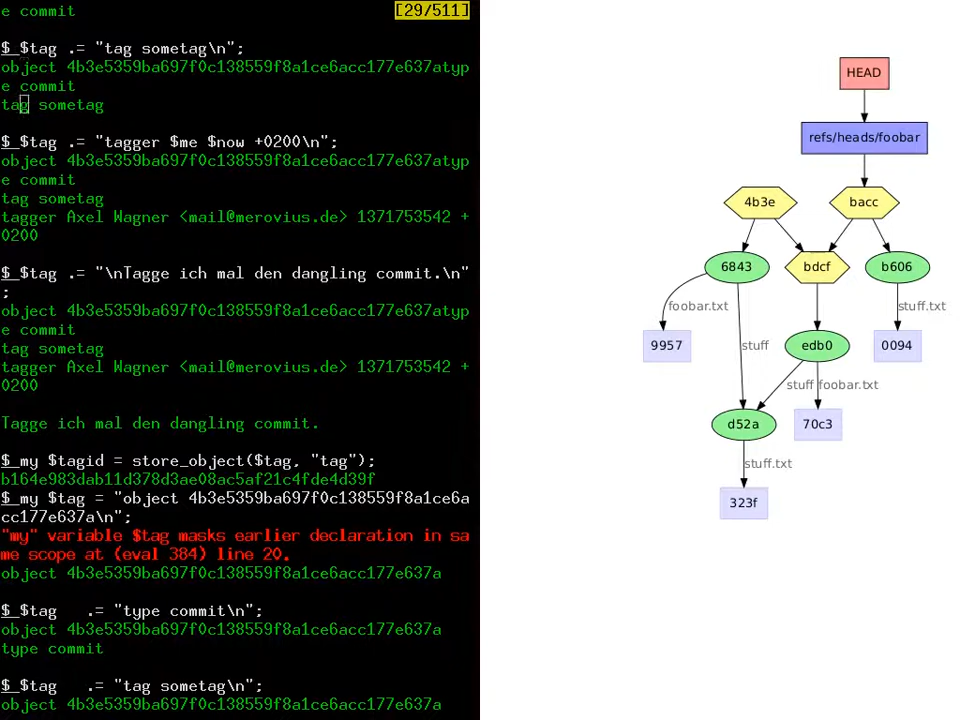 e commit
[29/511]
$ $tag .= "tag sometag\n";
object 4b3e5359ba697f0c138559f8a1ce6acc177e637atyp
e commit
tag sometag
$ $tag .= "tagger $me $now +0200\n";
object 4b3e5359ba697f0c138559f8a1ce6acc177e637atyp
e commit
tag sometag
tagger Axel Wagner <mail@merovius.de> 1371753542 +
0200
$ $tag .= "\nTagge ich mal den dangling commit.\n"
;
object 4b3e5359ba697f0c138559f8a1ce6acc177e637atyp
e commit
tag sometag
tagger Axel Wagner <mail@merovius.de> 1371753542 +
0200
Tagge ich mal den dangling commit.
$ my $tagid = store_object($tag, "tag");
b164e983dab11d378d3ae08ac5af21c4fde4d39f
$ my $tag = "object 4b3e5359ba697f0c138559f8a1ce6a
cc177e637a\n";
"my" variable $tag masks earlier declaration in sa
me scope at (eval 384) line 20.
object 4b3e5359ba697f0c138559f8a1ce6acc177e637a
$ $tag   .= "type commit\n";
object 4b3e5359ba697f0c138559f8a1ce6acc177e637a
type commit
$ $tag   .= "tag sometag\n";
object 4b3e5359ba697f0c138559f8a1ce6acc177e637a
HEAD
refs/heads/foobar
4b3e
bacc
6843
bdcf
b606
foobar.txt
stuff.txt
9957
stuff
edb0
0094
stuff
foobar.txt
d52a
70c3
stuff.txt
323f